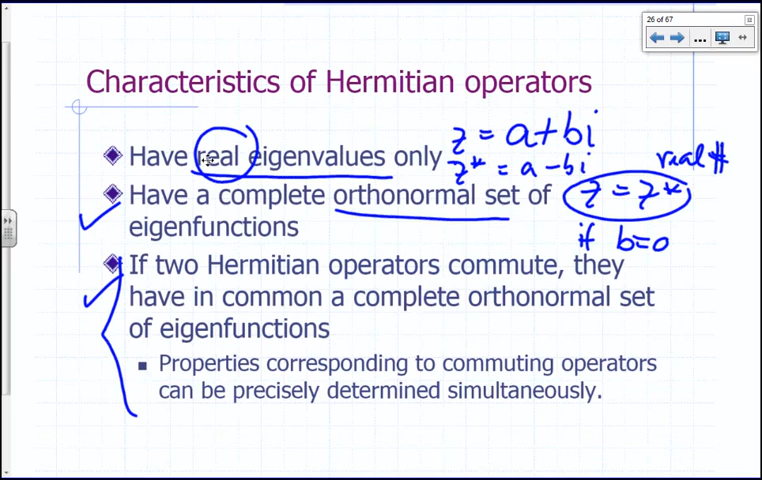 26 of 67
Characteristics of Hermitian operators
Have real eigenvalues only
z = a+bi
z* = a-bi
real #
Have a complete orthonormal set of
eigenfunctions
z = z*
if b=0
If two Hermitian operators commute, they
have in common a complete orthonormal set
of eigenfunctions
Properties corresponding to commuting operators
can be precisely determined simultaneously.